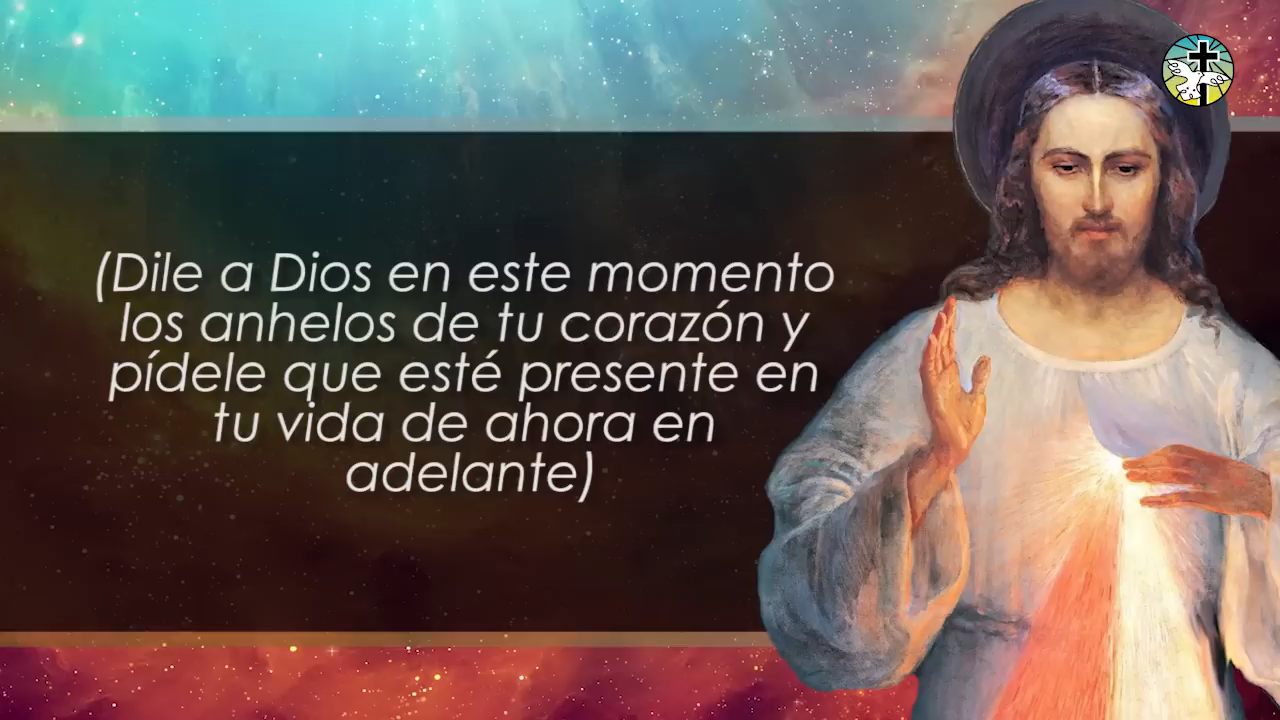 (Dile a Dios en este momento
los anhelos de tu corazón y
pídele que esté presente en
tu vida de ahora en
adelante)